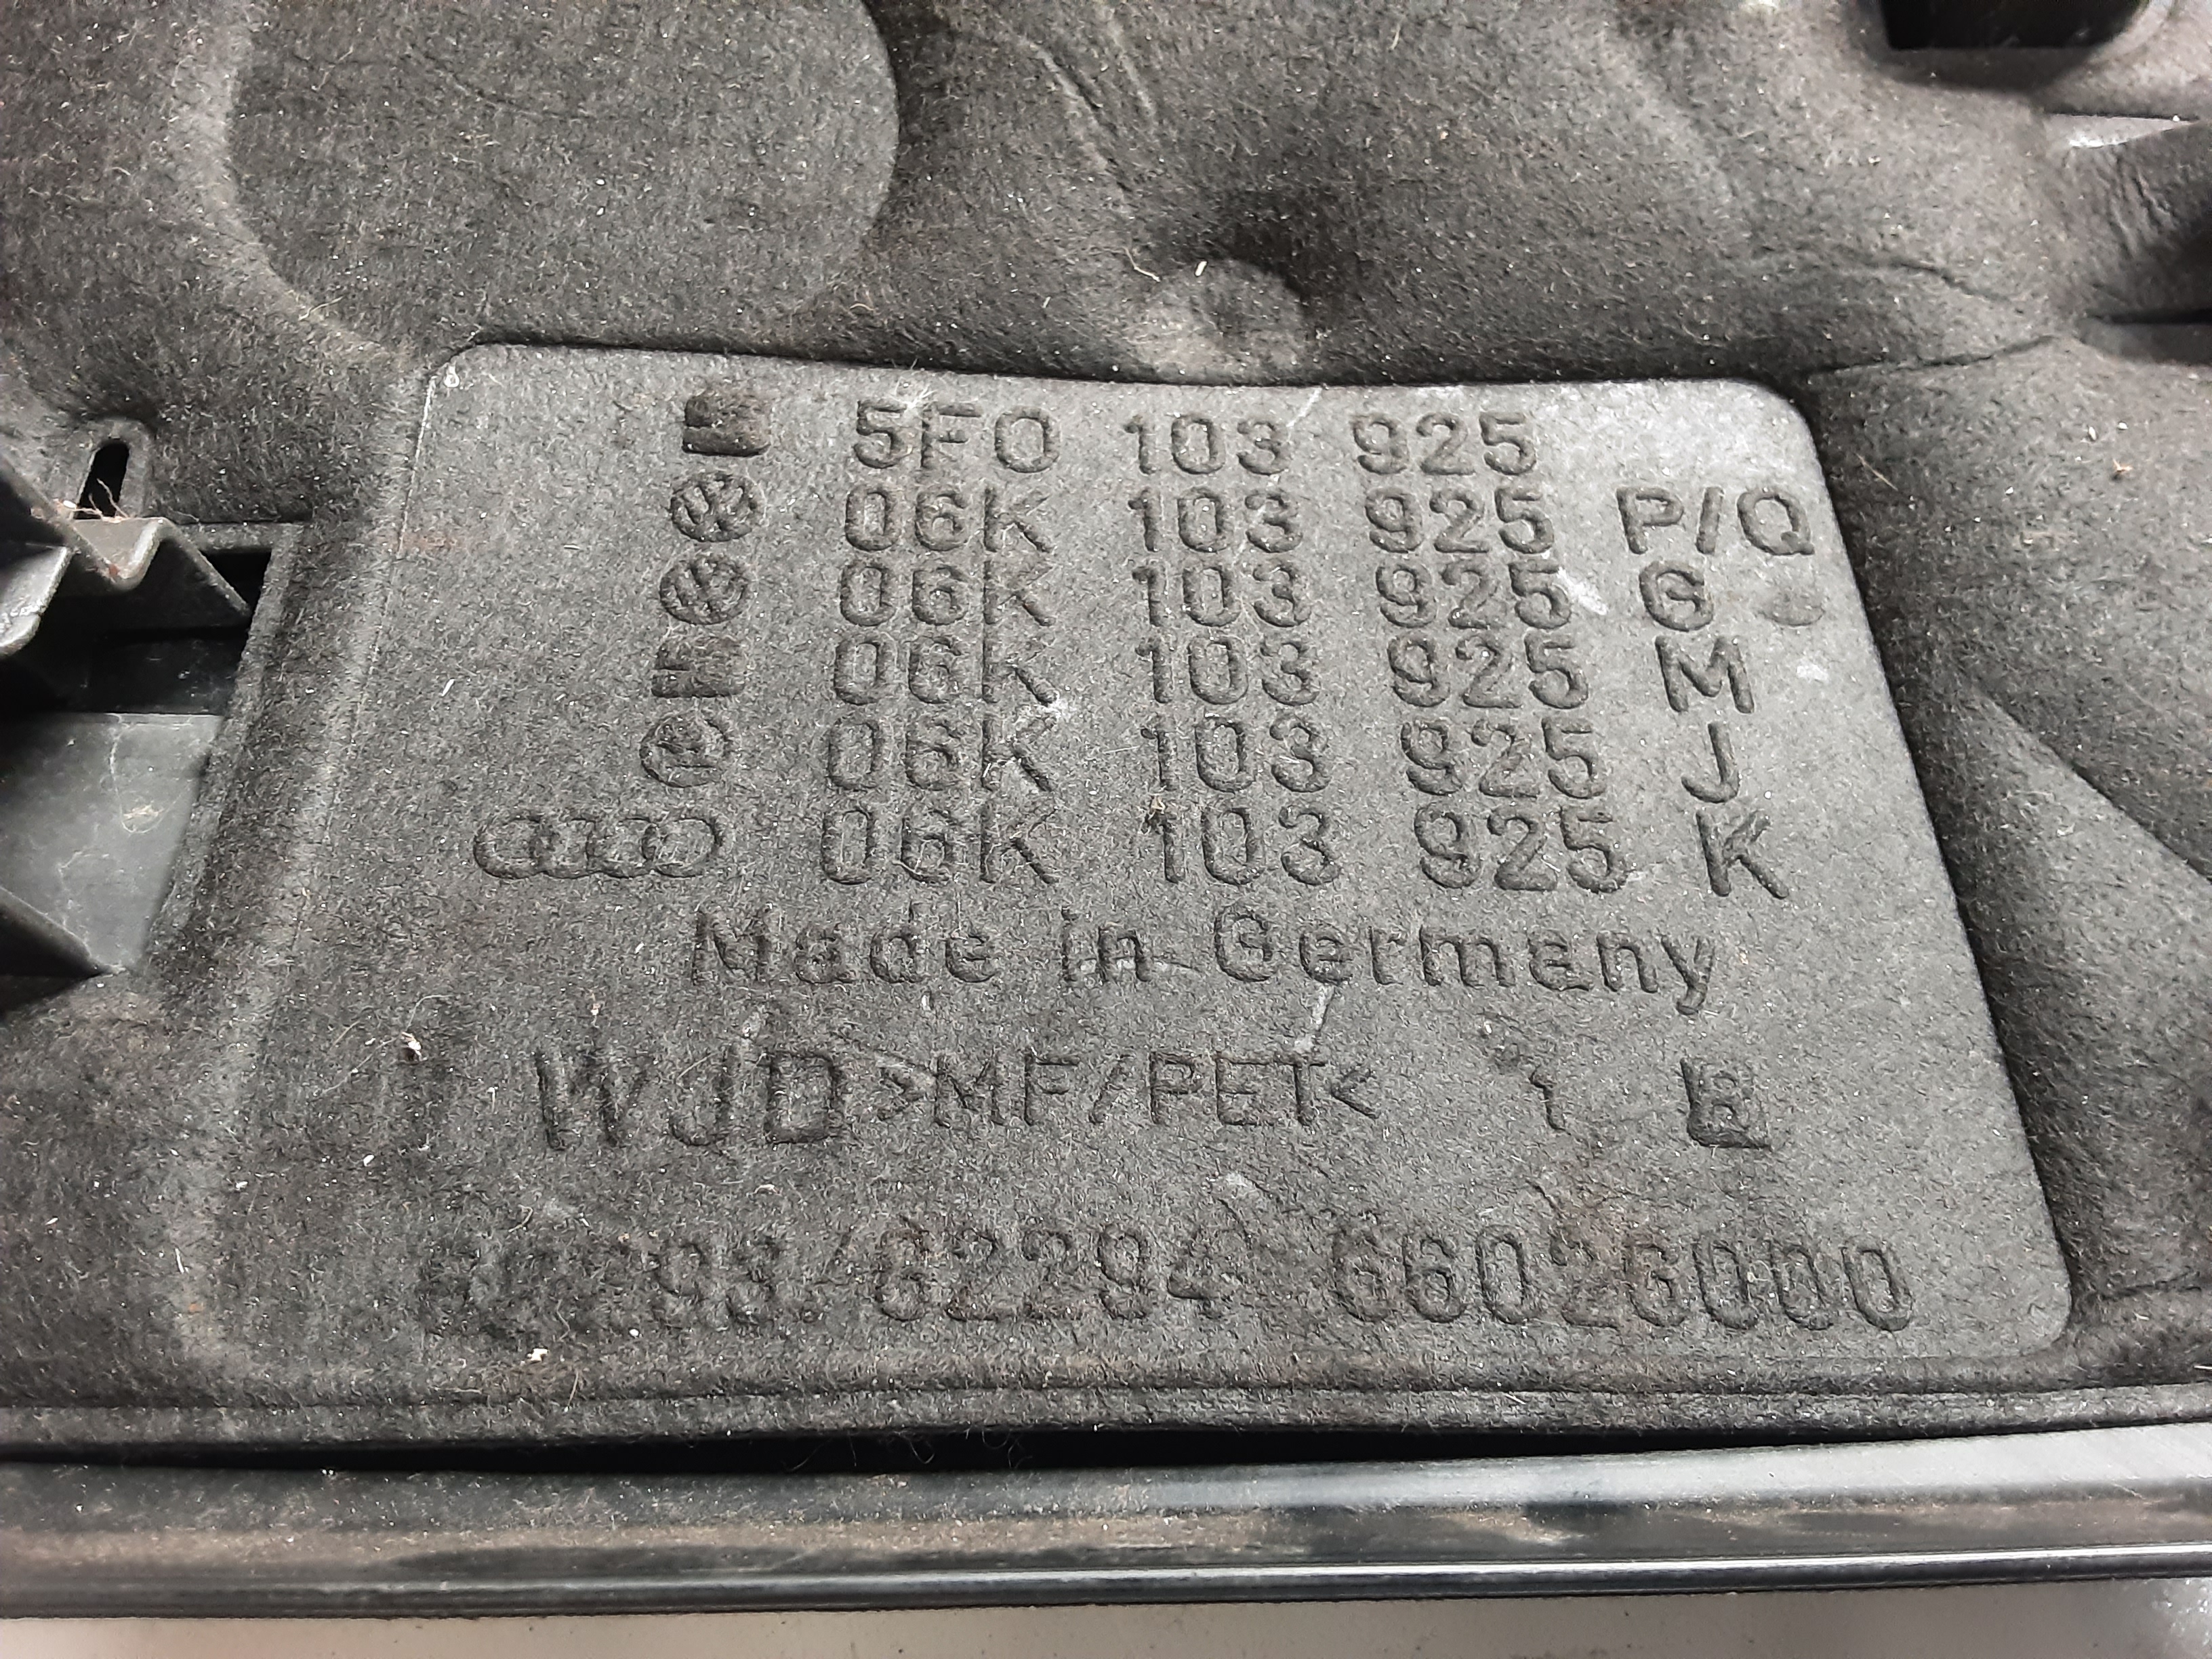 5F0 103 925
06K 103 925 P/Q
06K 103 925 G
06K 103 925 M
06K 103 925 J
06K 103 925 K
Made in Germany
WJD >MF/PET< 1